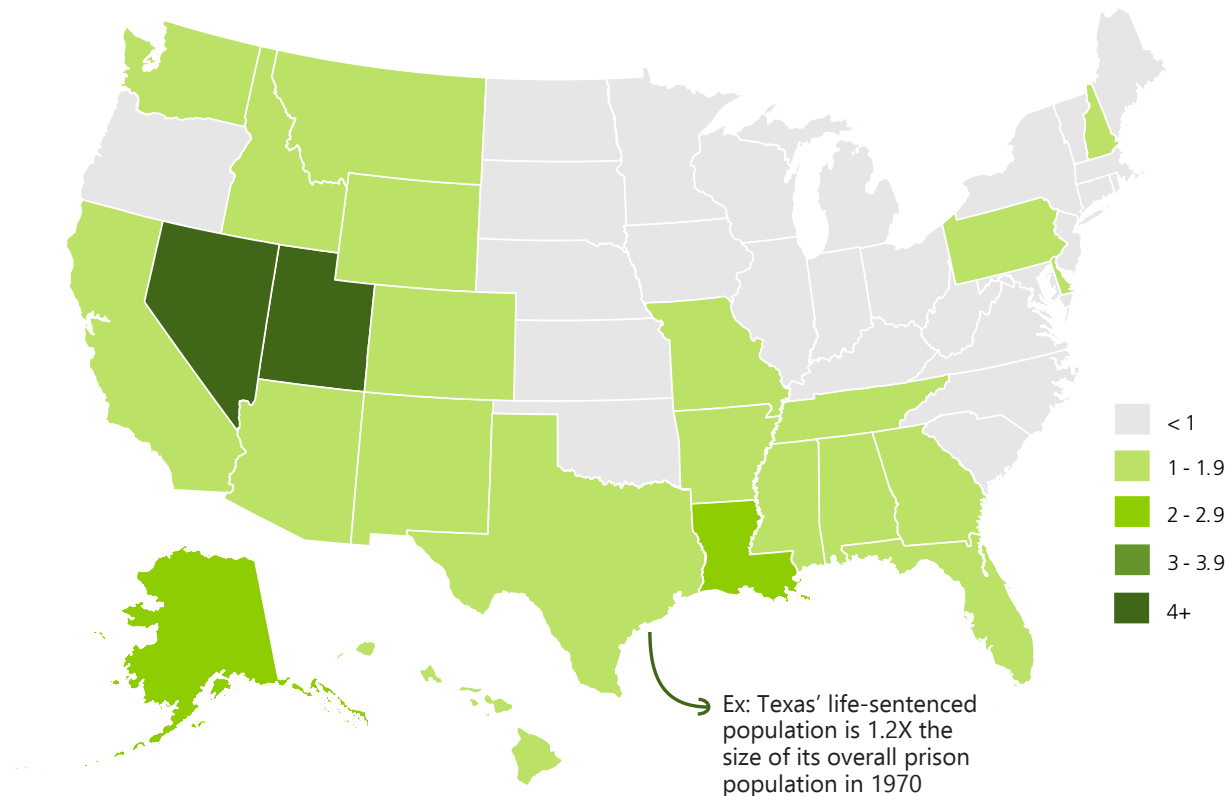 < 1
1 - 1.9
2 - 2.9
3 - 3.9
4+
Ex: Texas’ life-sentenced
population is 1.2X the
size of its overall prison
population in 1970